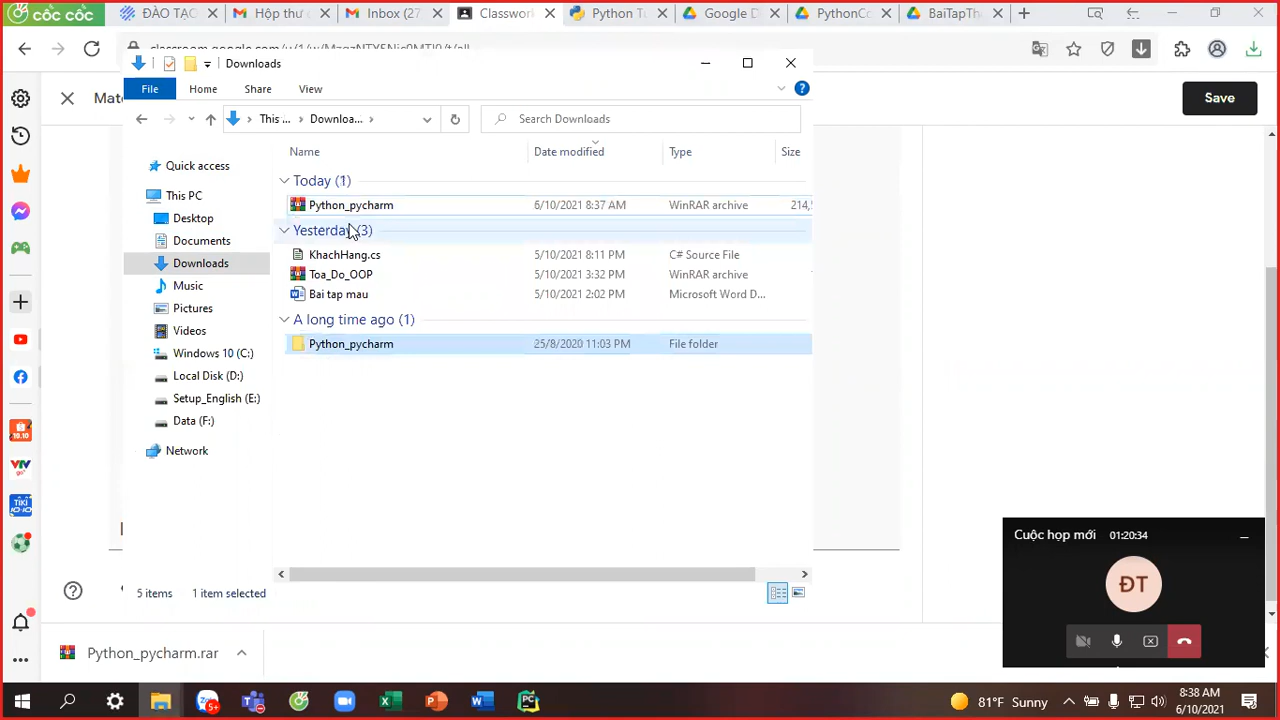 cốc cốc
ĐÀO TẠC
Hộp thư (
Inbox (27
Classwork
Python Tu
Google D
PythonCo
BaiTapTh
Downloads
File
Home
Share
View
Mat
Save
This ...
Downloa...
Search Downloads
Name
Date modified
Type
Size
Quick access
This PC
Desktop
Documents
Downloads
Music
Pictures
Videos
Windows 10 (C:)
Local Disk (D:)
Setup_English (E:)
Data (F:)
Network
Today (1)
Python_pycharm 6/10/2021 8:37 AM WinRAR archive 214,
Yesterday (3)
KhachHang.cs 5/10/2021 8:11 PM C# Source File
Toa_Do_OOP 5/10/2021 3:32 PM WinRAR archive
Bai tap mau 5/10/2021 2:02 PM Microsoft Word D...
A long time ago (1)
Python_pycharm 25/8/2020 11:03 PM File folder
5 items 1 item selected
Cuộc họp mới 01:20:34
ĐT
Python_pycharm.rar
81°F Sunny
8:38 AM
6/10/2021